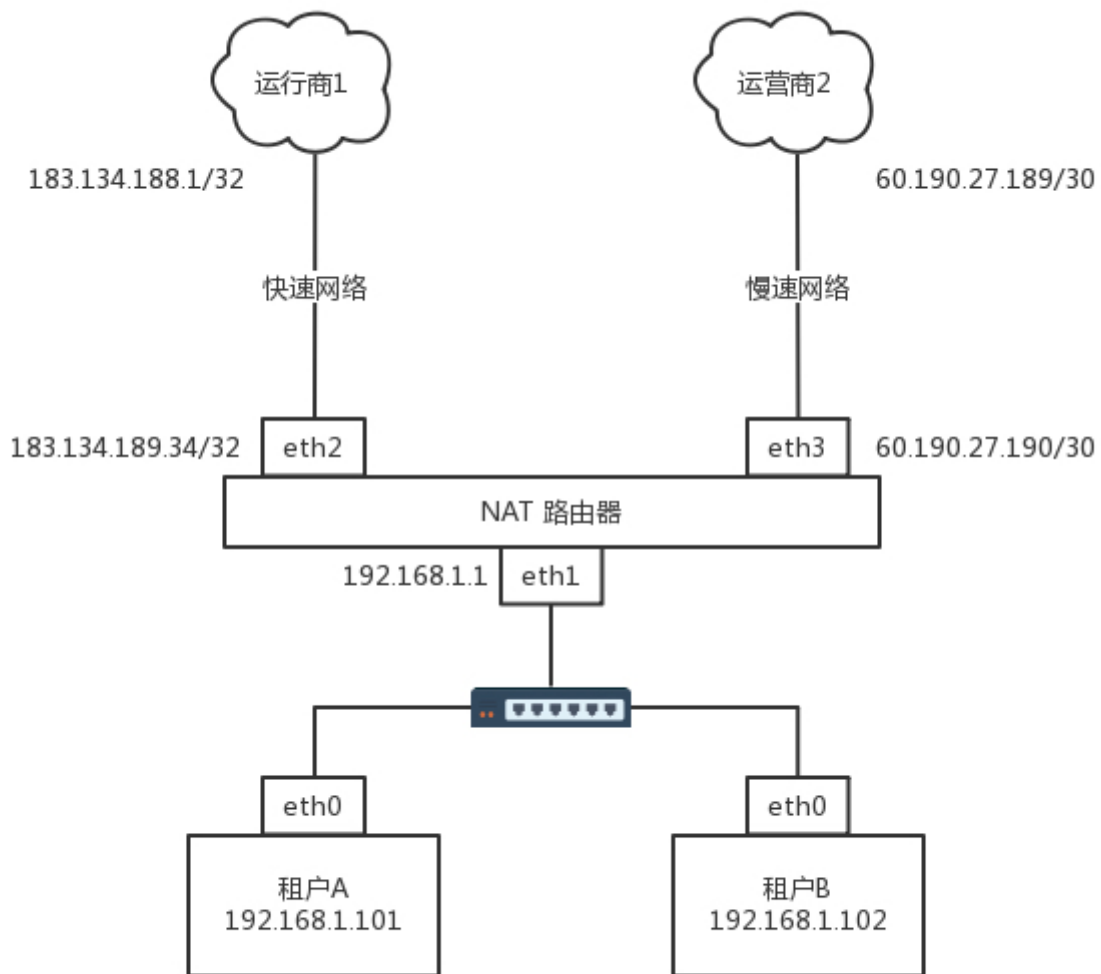 运行商1
运营商2
183.134.188.1/32
60.190.27.189/30
快速网络
慢速网络
183.134.189.34/32
eth2
eth3
60.190.27.190/30
NAT 路由器
192.168.1.1
eth1
eth0
eth0
租户A
192.168.1.101
租户B
192.168.1.102